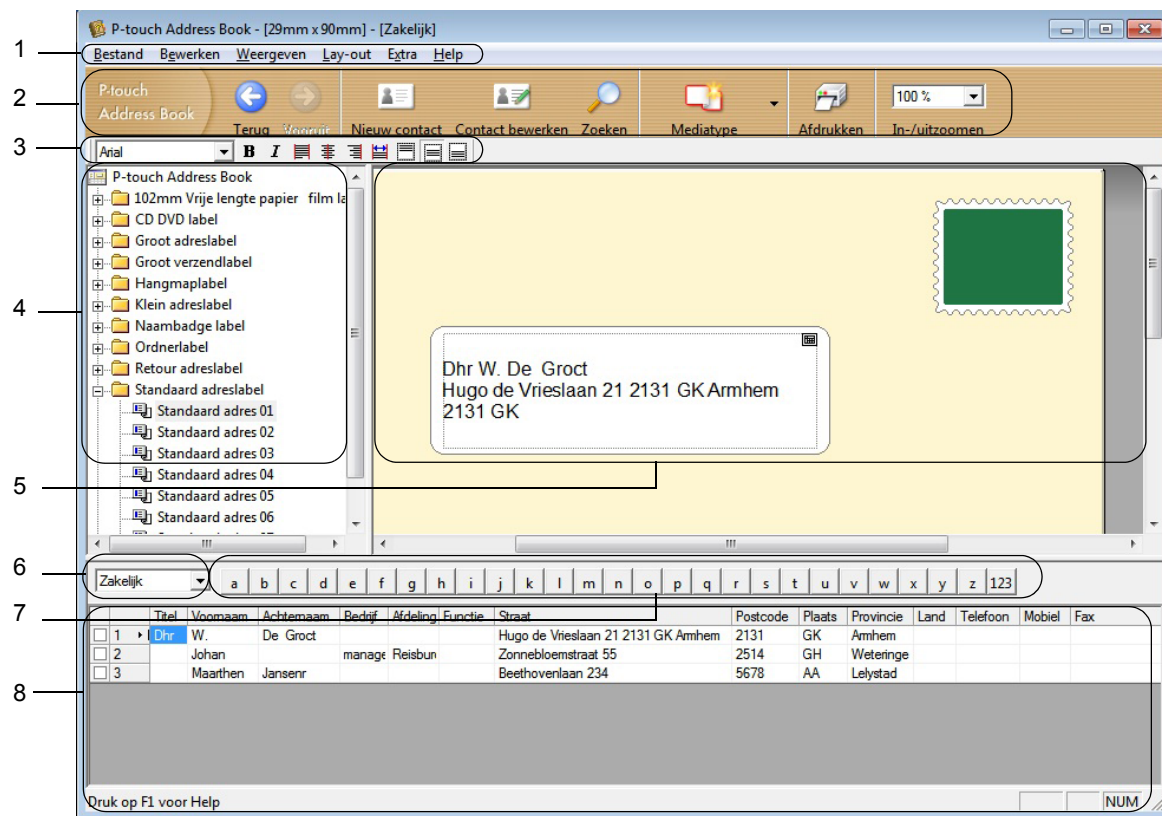 P-touch Address Book - [29mm x 90mm] - [Zakelijk]
1
Bestand Bewerken Weergeven Lay-out Extra Help
2
P-touch
Address Book
Terug Vooruit Nieuw contact Contact bewerken Zoeken Mediatype Afdrukken 100 % In-/uitzoomen
3
Arial B I
P-touch Address Book
102mm Vrije lengte papier film la
CD DVD label
Groot adreslabel
Groot verzendlabel
Hangmaplabel
4
Klein adreslabel
Naambadge label
Ordnerlabel
Retour adreslabel
Standaard adreslabel
Standaard adres 01
Standaard adres 02
Standaard adres 03
Standaard adres 04
Standaard adres 05
Standaard adres 06
Dhr W. De Groct
Hugo de Vrieslaan 21 2131 GK Armhem
2131 GK
5
6
Zakelijk a b c d e f g h i j k l m n o p q r s t u v w x y z 123
7
Titel Voornaam Achternaam Bedrijf Afdeling Functie Straat Postcode Plaats Provincie Land Telefoon Mobiel Fax
1 Dhr W. De Groct Hugo de Vrieslaan 21 2131 GK Armhem 2131 GK Armhem
2 Johan manage Reisburo Zonnebloemstraat 55 2514 GH Weteringe
3 Maarthen Jansenr Beethovenlaan 234 5678 AA Lelystad
8
Druk op F1 voor Help NUM